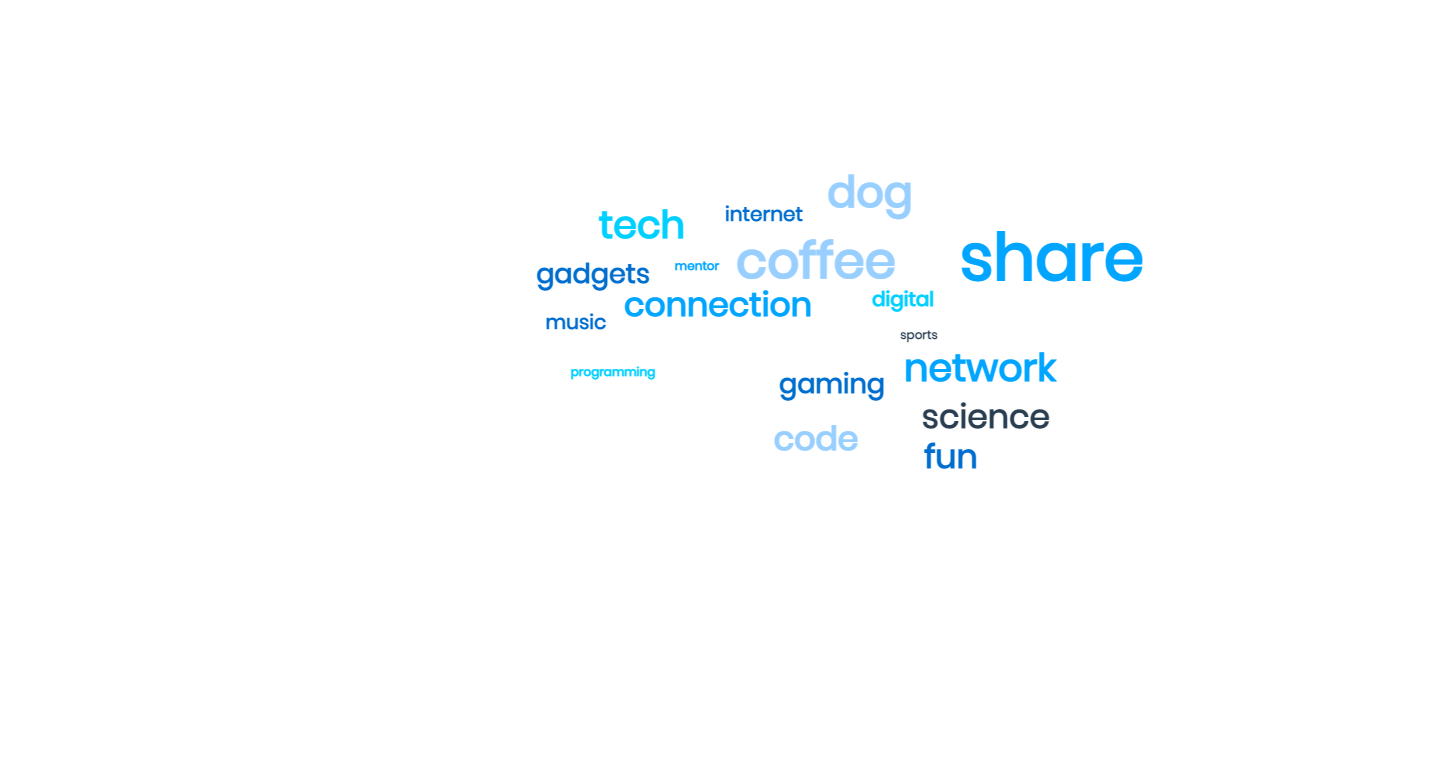 dog
tech
internet
share
coffee
mentor
gadgets
connection
digital
music
sports
network
programming
gaming
science
code
fun